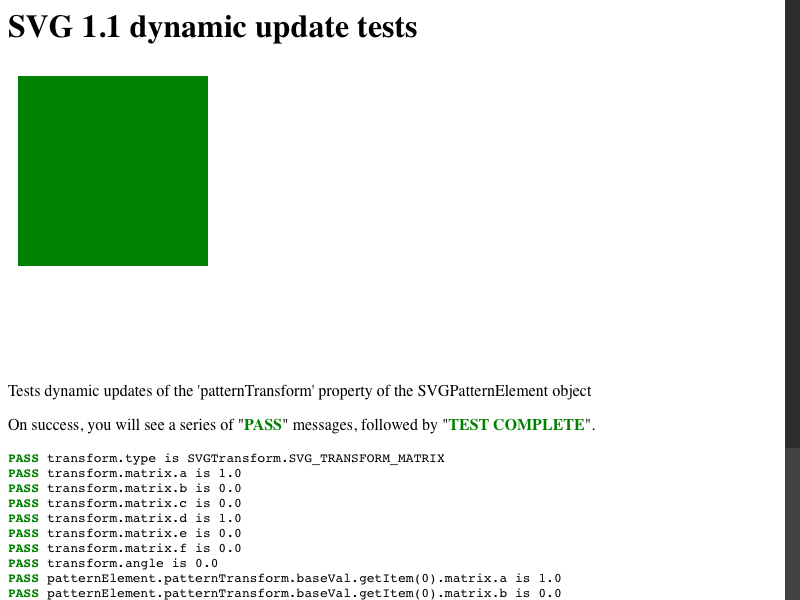 SVG 1.1 dynamic update tests
Tests dynamic updates of the 'patternTransform' property of the SVGPatternElement object
On success, you will see a series of "PASS" messages, followed by "TEST COMPLETE".
PASS transform.type is SVGTransform.SVG_TRANSFORM_MATRIX
PASS transform.matrix.a is 1.0
PASS transform.matrix.b is 0.0
PASS transform.matrix.c is 0.0
PASS transform.matrix.d is 1.0
PASS transform.matrix.e is 0.0
PASS transform.matrix.f is 0.0
PASS transform.angle is 0.0
PASS patternElement.patternTransform.baseVal.getItem(0).matrix.a is 1.0
PASS patternElement.patternTransform.baseVal.getItem(0).matrix.b is 0.0